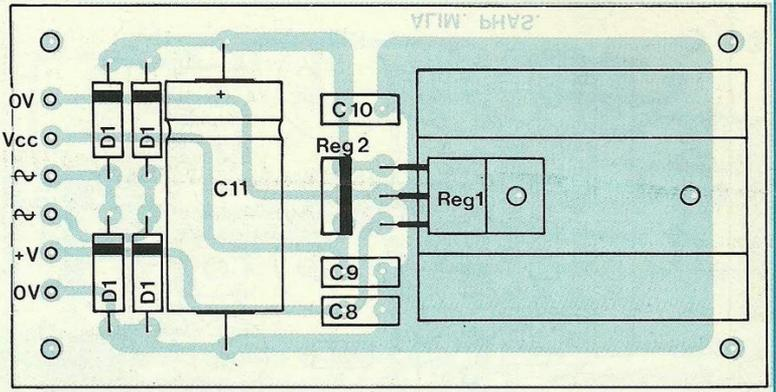 ALIM. PHAS.
0V
Vcc
~
~
+V
0V
D1
D1
D1
D1
+
C11
C10
Reg 2
Reg1
C9
C8